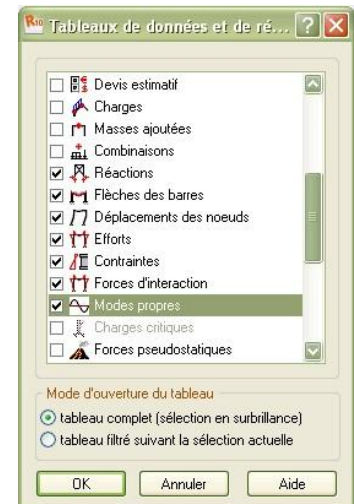 R10 Tableaux de données et de ré...
Devis estimatif
Charges
Masses ajoutées
Combinaisons
Réactions
Flèches des barres
Déplacements des noeuds
Efforts
Contraintes
Forces d'interaction
Modes propres
Charges critiques
Forces pseudostatiques
Mode d'ouverture du tableau
tableau complet (sélection en surbrillance)
tableau filtré suivant la sélection actuelle
OK Annuler Aide